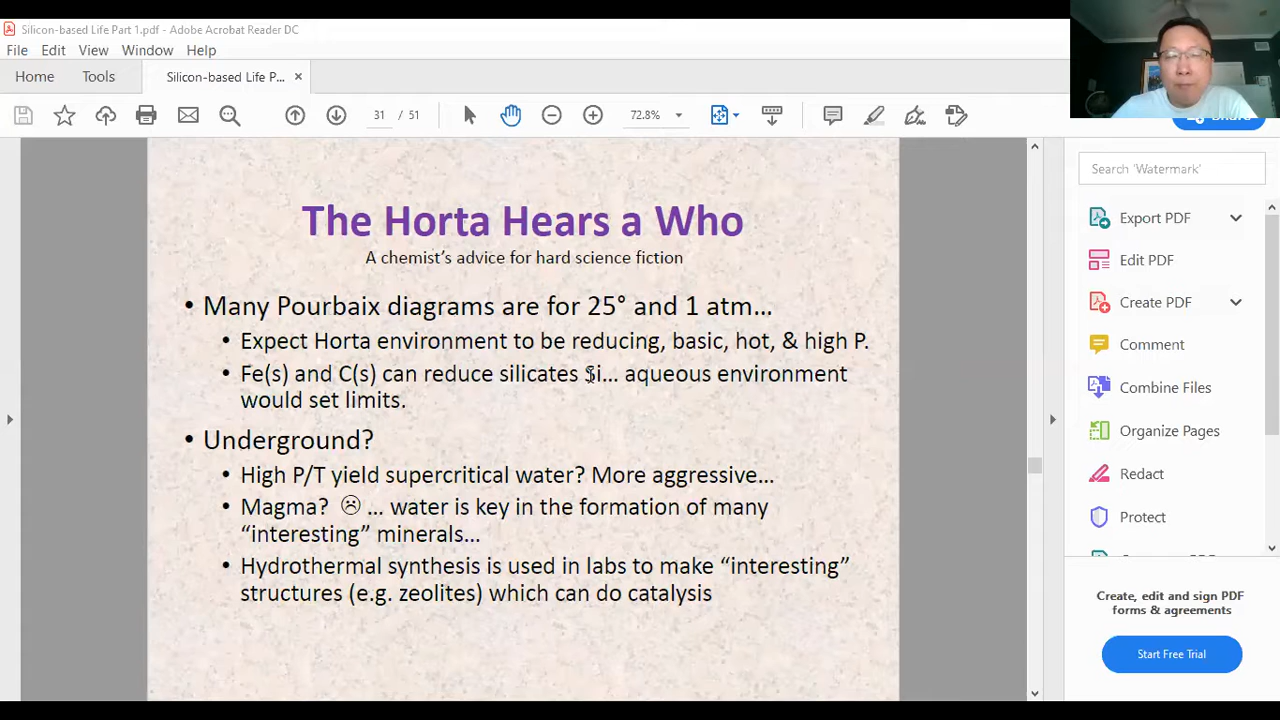 Silicon-based Life Part 1.pdf - Adobe Acrobat Reader DC
File Edit View Window Help
Home Tools Silicon-based Life P... ×
31 / 51 72.8%
Search 'Watermark'
Export PDF
Edit PDF
Create PDF
Comment
Combine Files
Organize Pages
Redact
Protect
Create, edit and sign PDF
forms & agreements
Start Free Trial
The Horta Hears a Who
A chemist's advice for hard science fiction
• Many Pourbaix diagrams are for 25° and 1 atm...
• Expect Horta environment to be reducing, basic, hot, & high P.
• Fe(s) and C(s) can reduce silicates Si... aqueous environment
would set limits.
• Underground?
• High P/T yield supercritical water? More aggressive...
• Magma? ☹ ... water is key in the formation of many
"interesting" minerals...
• Hydrothermal synthesis is used in labs to make "interesting"
structures (e.g. zeolites) which can do catalysis